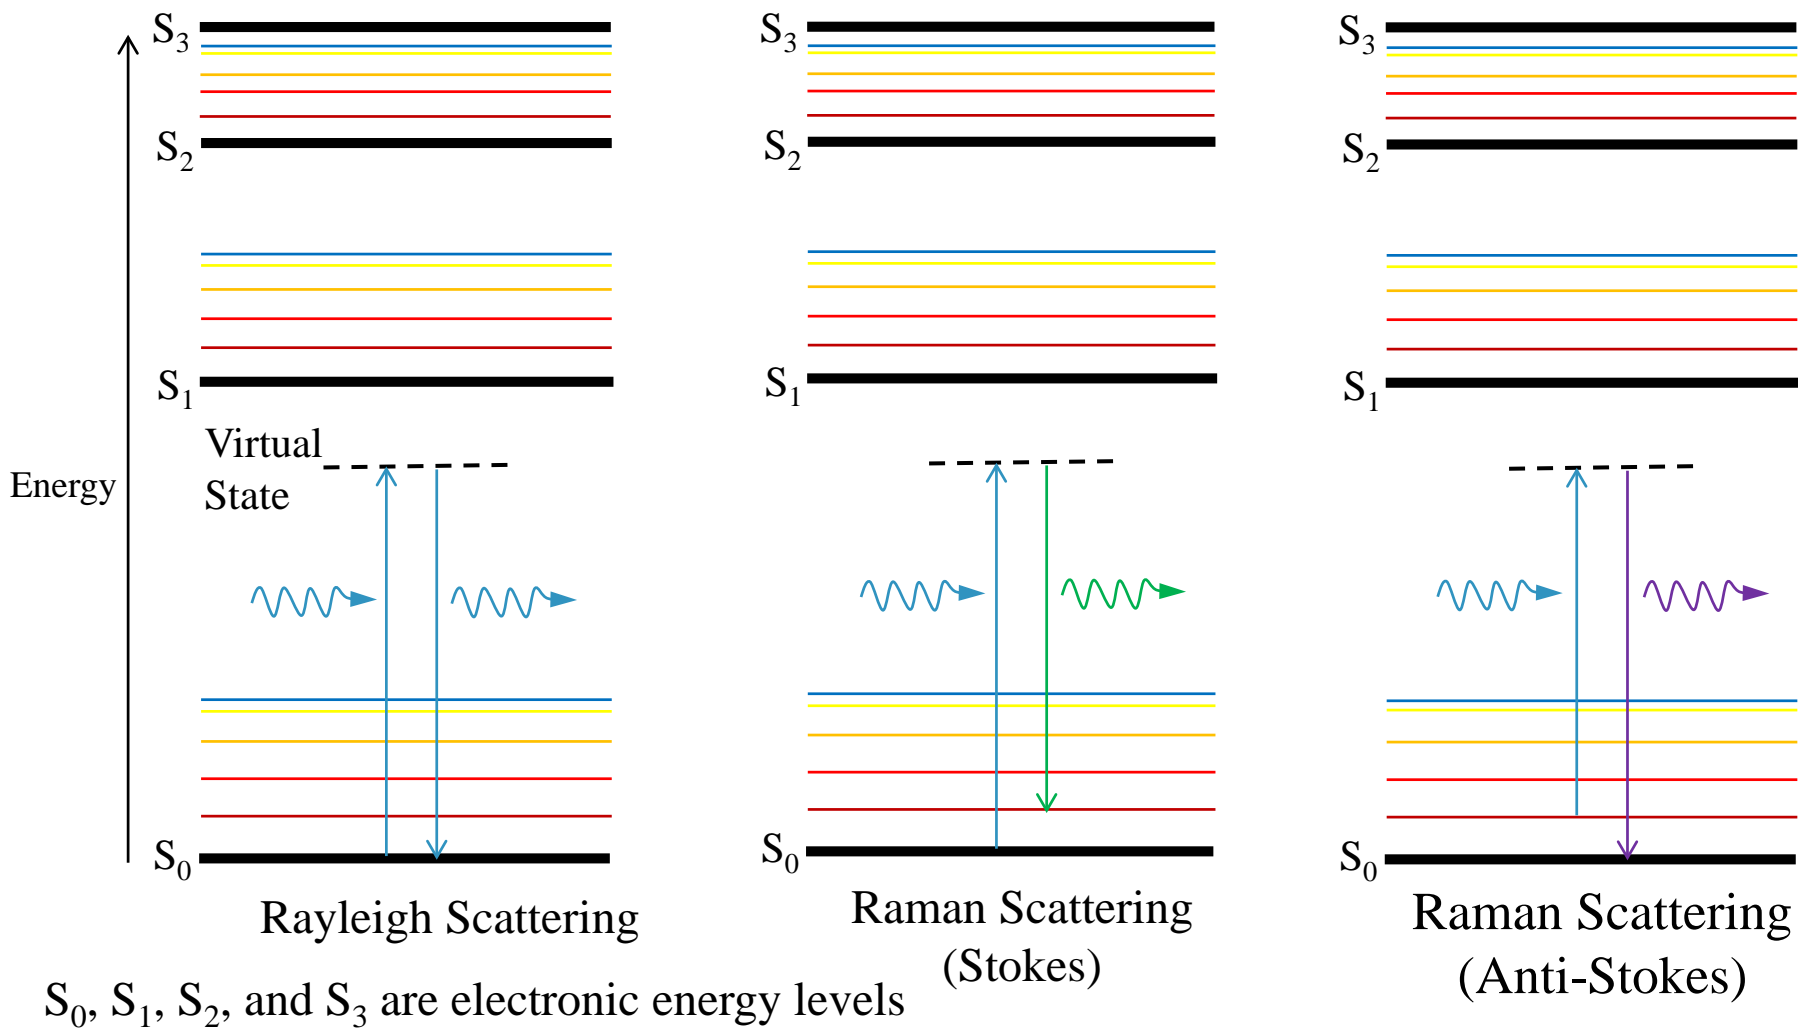 S₃
S₃
S₃
S₂
S₂
S₂
S₁
S₁
S₁
Virtual
State
Energy
S₀
S₀
S₀
Rayleigh Scattering
Raman Scattering
(Stokes)
Raman Scattering
(Anti-Stokes)
S₀, S₁, S₂, and S₃ are electronic energy levels